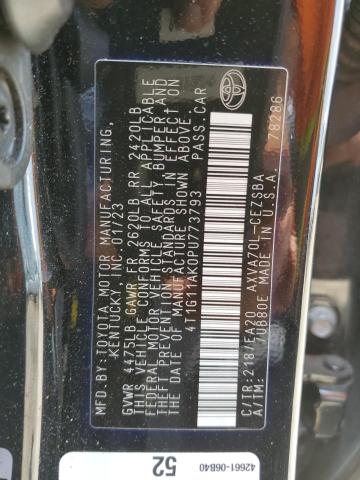 MFD.BY:TOYOTA MOTOR MANUFACTURING,
KENTUCKY, INC. 01/23
GVWR 4475LB GAWR FR 2620LB RR 2420LB
THIS VEHICLE CONFORMS TO ALL APPLICABLE
FEDERAL MOTOR VEHICLE SAFETY, BUMPER AND
THEFT PREVENTION STANDARDS IN EFFECT ON
THE DATE OF MANUFACTURE SHOWN ABOVE.
4T1G11AK0PU773793 PASS.CAR
C/TR:218/EA20 AXVA70L-CEZSBA
A/TM: /UB80E MADE IN U.S.A. 78286
52
42661-06B40